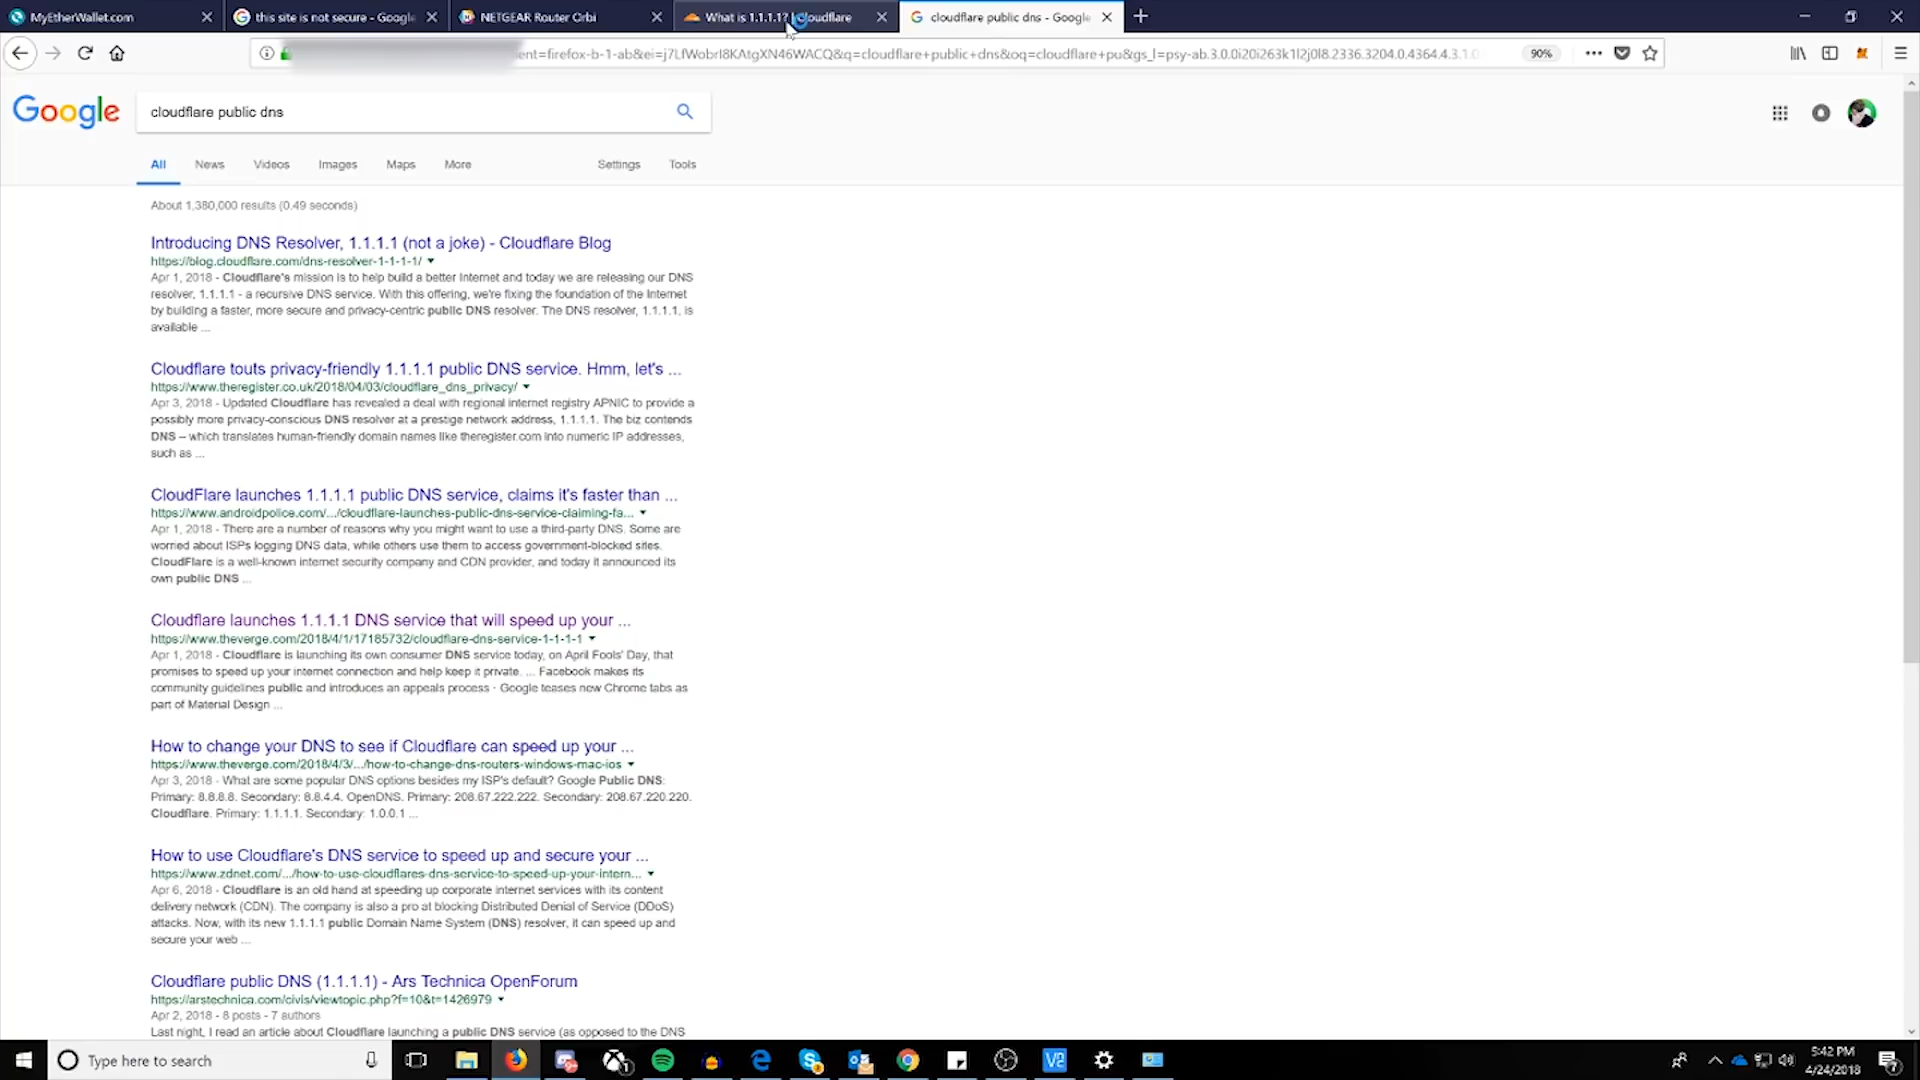 MyEtherWallet.com
this site is not secure - Google
NETGEAR Router Orbi
What is 1.1.1.1? | Cloudflare
cloudflare public dns - Google
90%
Google
cloudflare public dns
All
News
Videos
Images
Maps
More
Settings
Tools
About 1,380,000 results (0.49 seconds)
Introducing DNS Resolver, 1.1.1.1 (not a joke) - Cloudflare Blog
https://blog.cloudflare.com/dns-resolver-1-1-1-1/
Apr 1, 2018 - Cloudflare's mission is to help build a better Internet and today we are releasing our DNS
resolver, 1.1.1.1 - a recursive DNS service. With this offering, we're fixing the foundation of the Internet
by building a faster, more secure and privacy-centric public DNS resolver. The DNS resolver, 1.1.1.1, is
available ...
Cloudflare touts privacy-friendly 1.1.1.1 public DNS service. Hmm, let's ...
https://www.theregister.co.uk/2018/04/03/cloudflare_dns_privacy/
Apr 3, 2018 - Updated Cloudflare has revealed a deal with regional internet registry APNIC to provide a
possibly more privacy-conscious DNS resolver at a prestige network address, 1.1.1.1. The biz contends
DNS – which translates human-friendly domain names like theregister.com into numeric IP addresses,
such as ...
CloudFlare launches 1.1.1.1 public DNS service, claims it's faster than ...
https://www.androidpolice.com/.../cloudflare-launches-public-dns-service-claiming-fa...
Apr 1, 2018 - There are a number of reasons why you might want to use a third-party DNS. Some are
worried about ISPs logging DNS data, while others use them to access government-blocked sites.
CloudFlare is a well-known internet security company and CDN provider, and today it announced its
own public DNS ...
Cloudflare launches 1.1.1.1 DNS service that will speed up your ...
https://www.theverge.com/2018/4/1/17185732/cloudflare-dns-service-1-1-1-1
Apr 1, 2018 - Cloudflare is launching its own consumer DNS service today, on April Fools' Day, that
promises to speed up your internet connection and help keep it private. ... Facebook makes its
community guidelines public and introduces an appeals process · Google teases new Chrome tabs as
part of Material Design ...
How to change your DNS to see if Cloudflare can speed up your ...
https://www.theverge.com/2018/4/3/.../how-to-change-dns-routers-windows-mac-ios
Apr 3, 2018 - What are some popular DNS options besides my ISP's default? Google Public DNS:
Primary: 8.8.8.8. Secondary: 8.8.4.4. OpenDNS. Primary: 208.67.222.222. Secondary: 208.67.220.220.
Cloudflare. Primary: 1.1.1.1. Secondary: 1.0.0.1 ...
How to use Cloudflare's DNS service to speed up and secure your ...
https://www.zdnet.com/.../how-to-use-cloudflares-dns-service-to-speed-up-your-intern...
Apr 6, 2018 - Cloudflare is an old hand at speeding up corporate internet services with its content
delivery network (CDN). The company is also a pro at blocking Distributed Denial of Service (DDoS)
attacks. Now, with its new 1.1.1.1 public Domain Name System (DNS) resolver, it can speed up and
secure your web ...
Cloudflare public DNS (1.1.1.1) - Ars Technica OpenForum
https://arstechnica.com/civis/viewtopic.php?f=10&t=1426979
Apr 2, 2018 - 8 posts - 7 authors
Last night, I read an article about Cloudflare launching a public DNS service (as opposed to the DNS
Type here to search
5:42 PM
4/24/2018